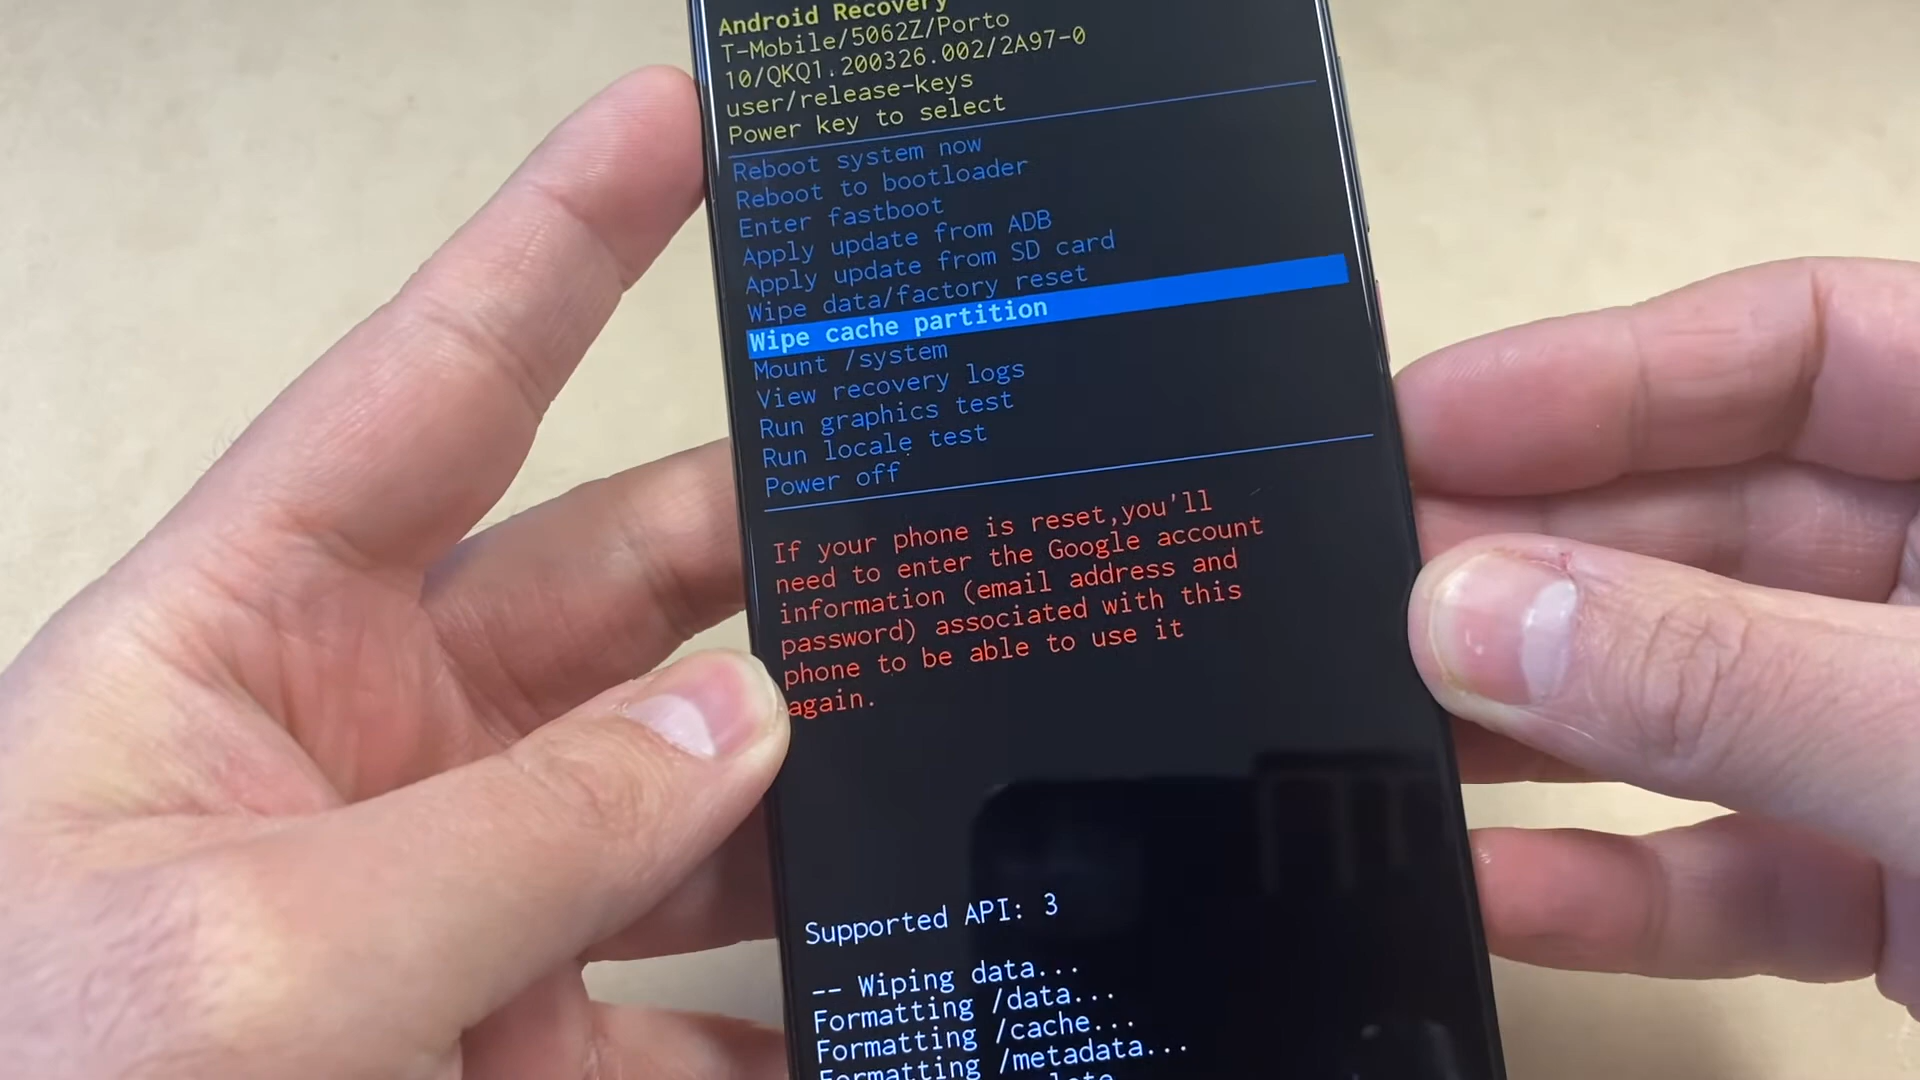 Android Recovery
T-Mobile/5062Z/Porto
10/QKQ1.200326.002/2A97-0
user/release-keys
Power key to select
Reboot system now
Reboot to bootloader
Enter fastboot
Apply update from ADB
Apply update from SD card
Wipe data/factory reset
Wipe cache partition
Mount /system
View recovery logs
Run graphics test
Run locale test
Power off
If your phone is reset,you'll
need to enter the Google account
information (email address and
password) associated with this
phone to be able to use it
again.
Supported API: 3
-- Wiping data...
Formatting /data...
Formatting /cache...
Formatting /metadata...